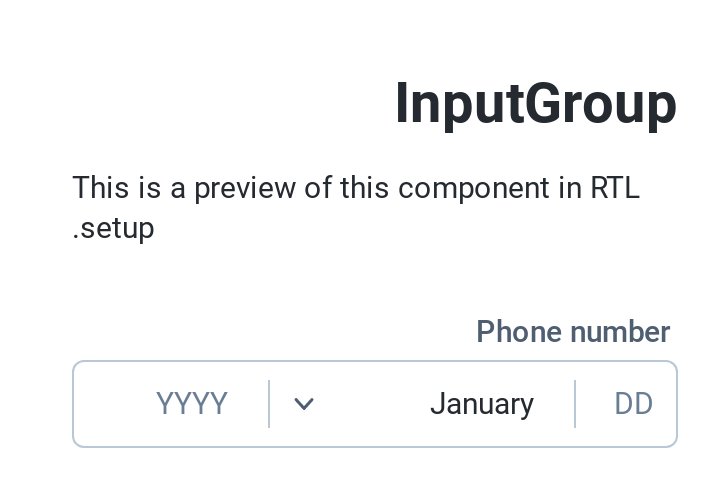 InputGroup
This is a preview of this component in RTL
.setup
Phone number
DD
January
YYYY